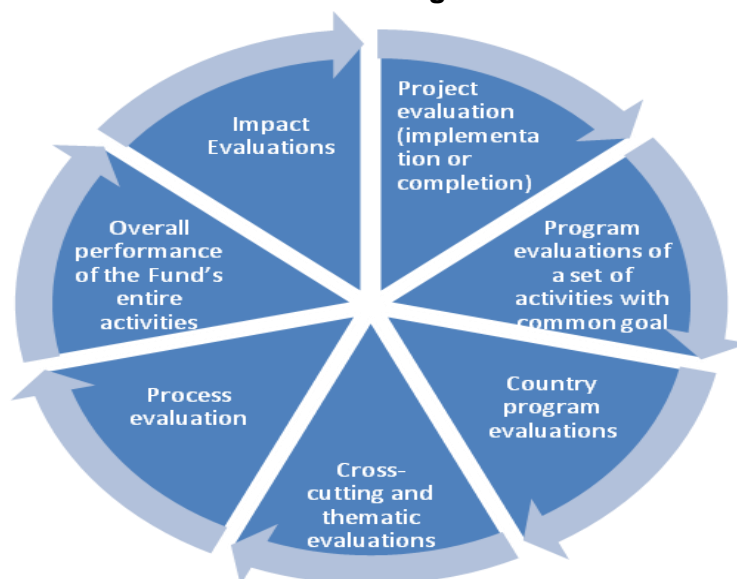 Project
evaluation
(implementa
tion or
completion)
Program
evaluations of
a set of
activities with
common goal
Country
program
evaluations
Cross-
cutting and
thematic
evaluations
Process
evaluation
Overall
performance
of the Fund's
entire
activities
Impact
Evaluations